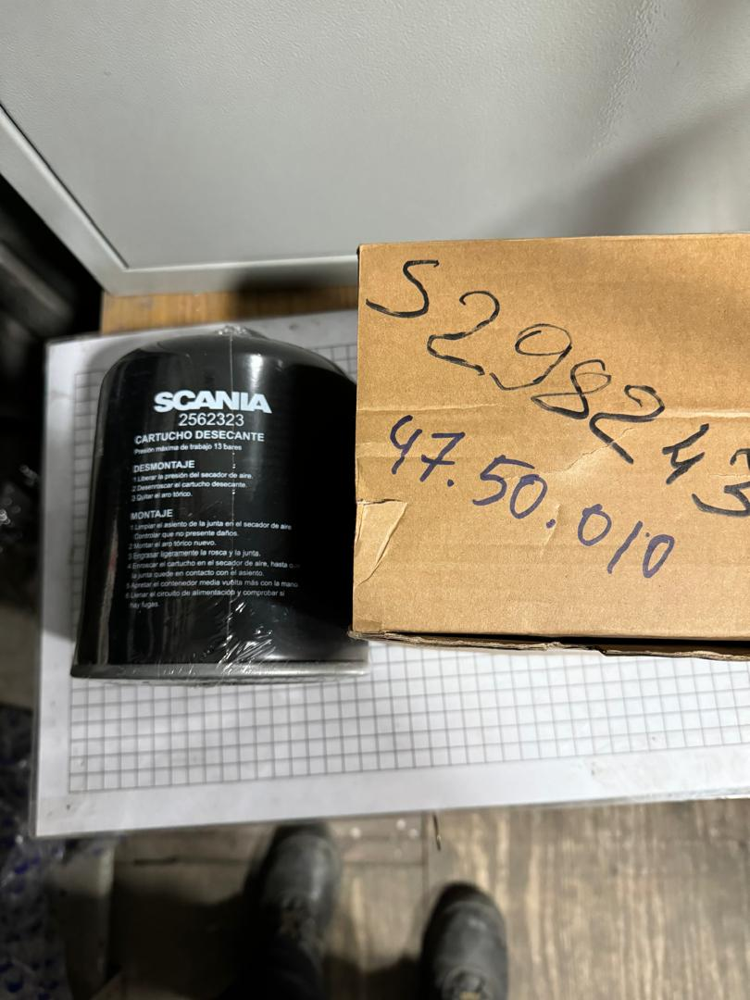 SCANIA
2562323
CARTUCHO DESECANTE
Presión máxima de trabajo 13 bares
DESMONTAJE
1 Liberar la presión del secador de aire.
2 Desenroscar el cartucho desecante.
3 Quitar el aro tórico.
MONTAJE
1 Limpiar el asiento de la junta en el secador de aire
Controlar que no presente daños.
2 Montar el aro tórico nuevo.
3 Engrasar ligeramente la rosca y la junta.
4 Enroscar el cartucho en el secador de aire, hasta que
la junta quede en contacto con el asiento.
5 Apretar el contenedor media vuelta más con la mano.
6 Llenar el circuito de alimentación y comprobar si
hay fugas.
5298243
47.50.010